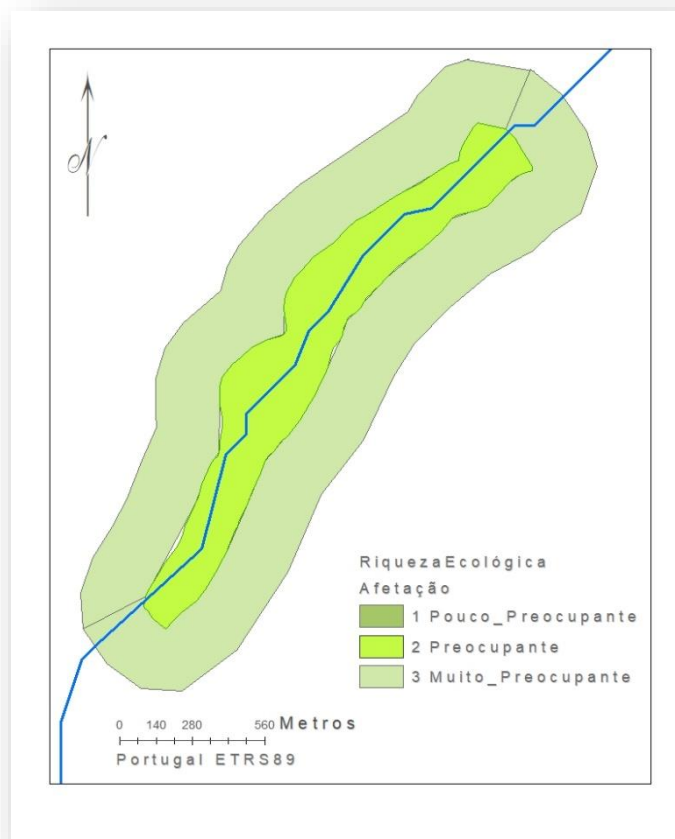 N
RiquezaEcológica
Afetação
1 Pouco_Preocupante
2 Preocupante
3 Muito_Preocupante
0 140 280 560 Metros
Portugal ETRS89